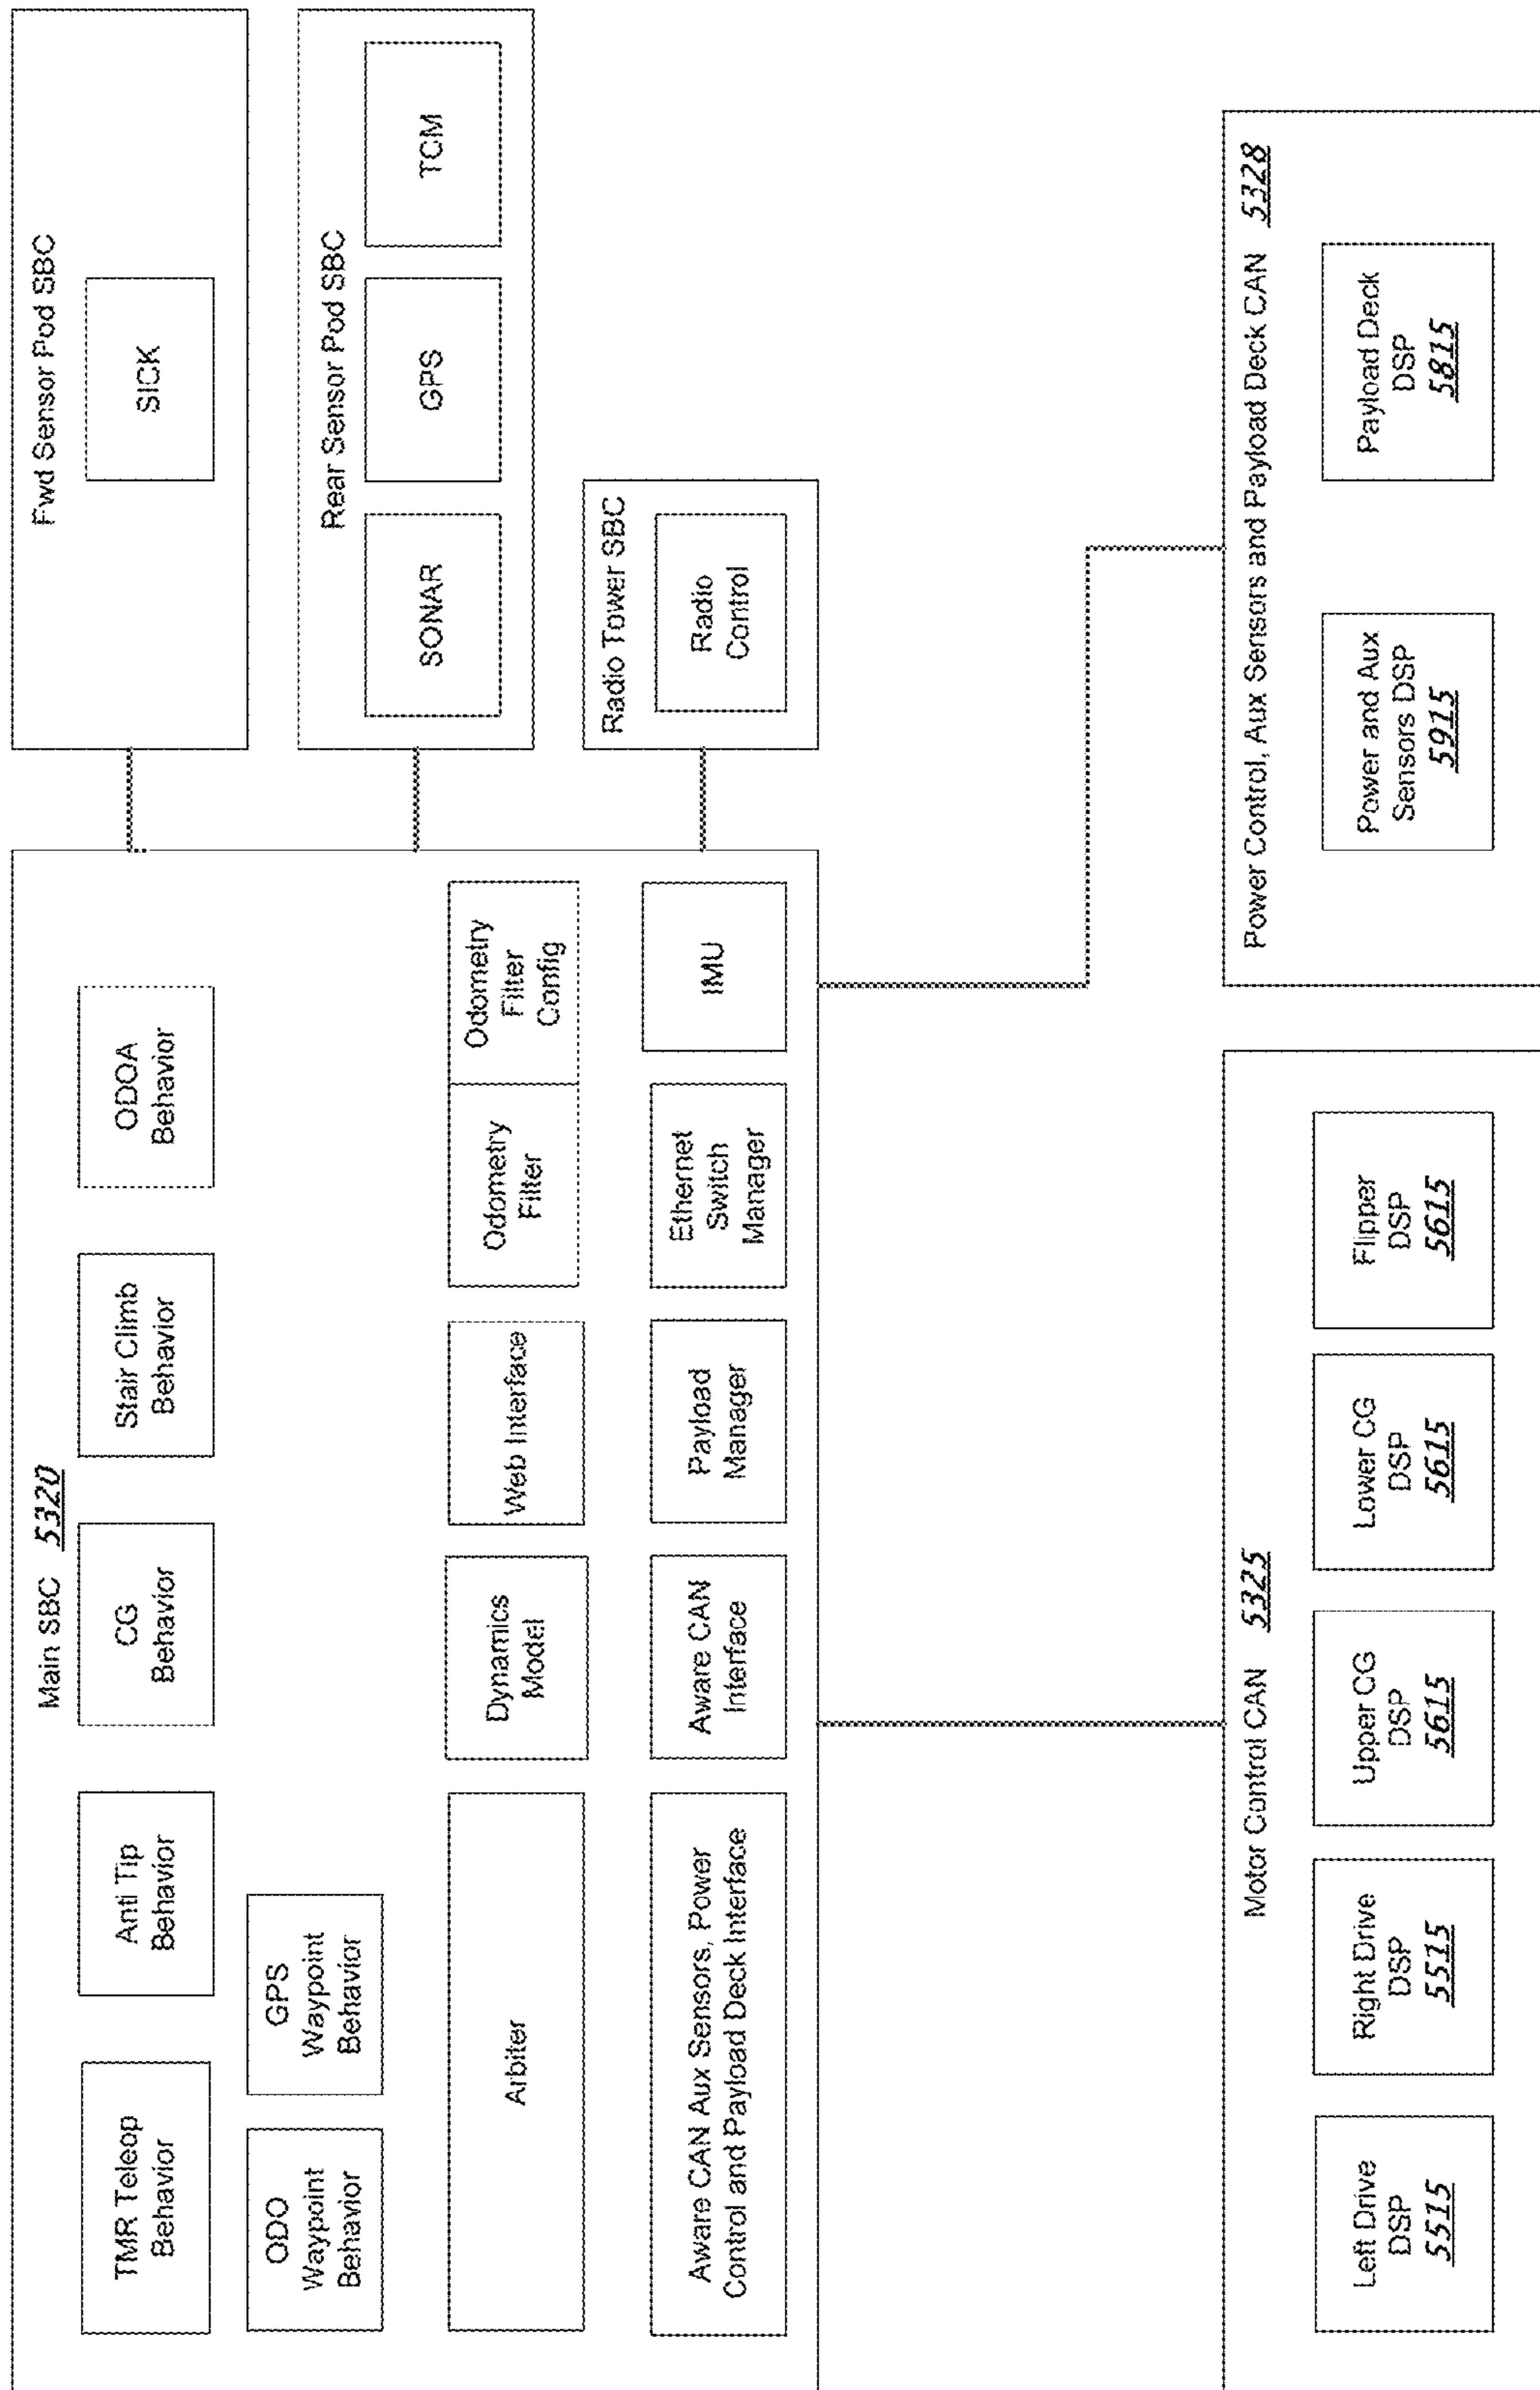 Main SBC 5320
TMR Teleop
Behavior
Anti Tip
Behavior
CG
Behavior
Stair Climb
Behavior
ODOA
Behavior
ODO
Waypoint
Behavior
GPS
Waypoint
Behavior
Arbiter
Dynamics
Model
Web Interface
Odometry
Filter
Odometry
Filter
Config
Aware CAN Aux Sensors, Power
Control and Payload Deck Interface
Aware CAN
Interface
Payload
Manager
Ethernet
Switch
Manager
IMU
Fwd Sensor Pod SBC
SICK
Rear Sensor Pod SBC
SONAR
GPS
TCM
Radio Tower SBC
Radio
Control
Motor Control CAN 5325
Left Drive
DSP
5515
Right Drive
DSP
5515
Upper CG
DSP
5615
Lower CG
DSP
5615
Flipper
DSP
5615
Power Control, Aux Sensors and Payload Deck CAN 5328
Power and Aux
Sensors DSP
5915
Payload Deck
DSP
5815